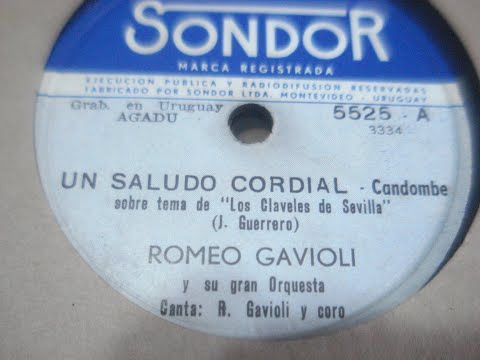 SONDOR
MARCA REGISTRADA
EJECUCION PUBLICA Y RADIODIFUSION RESERVADAS
FABRICADO POR SONDOR LTDA. MONTEVIDEO - URUGUAY
Grab. en Uruguay
AGADU
5525 - A
3334
UN SALUDO CORDIAL - Candombe
sobre tema de "Los Claveles de Sevilla"
(J. Guerrero)
ROMEO GAVIOLI
y su gran Orquesta
Canta: R. Gavioli y coro